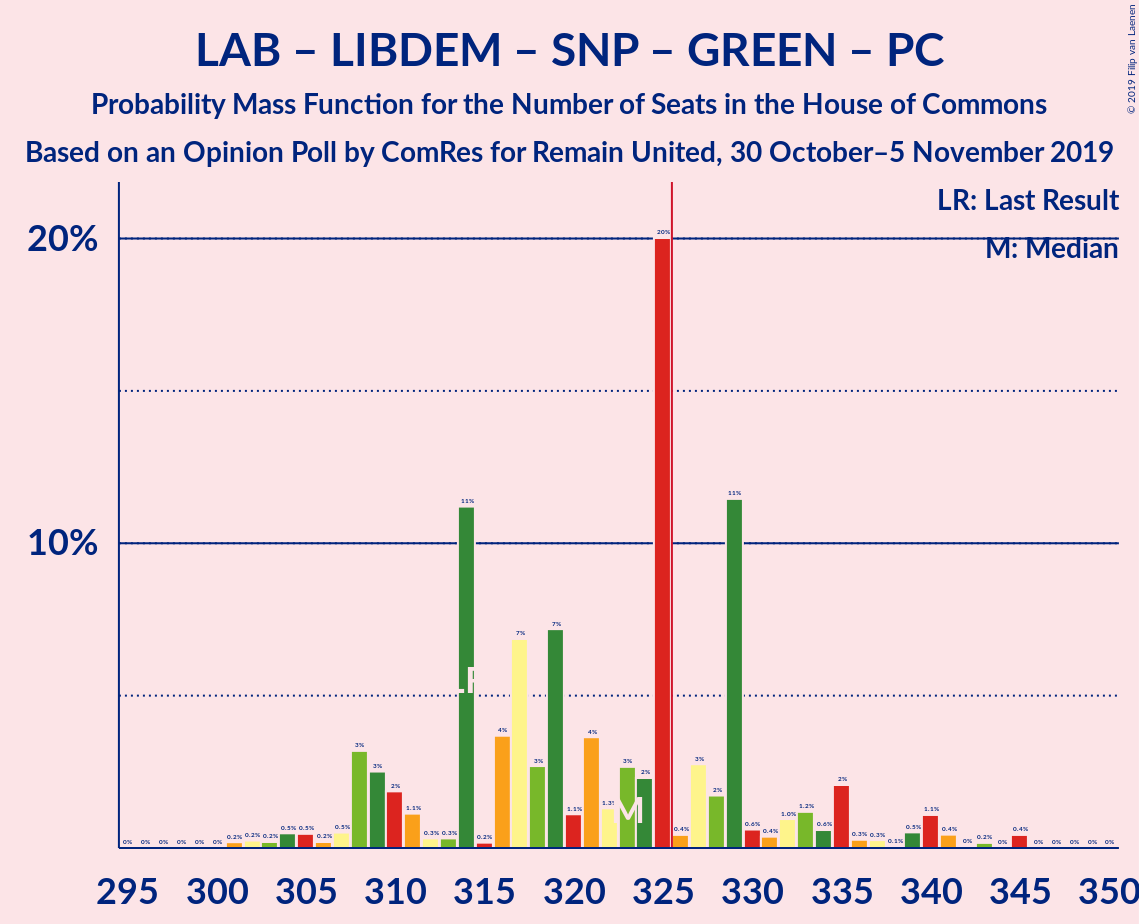 LAB – LIBDEM – SNP – GREEN – PC
Probability Mass Function for the Number of Seats in the House of Commons
Based on an Opinion Poll by ComRes for Remain United, 30 October–5 November 2019
© 2019 Filip van Laenen
LR: Last Result
M: Median
20%
10%
0% 0% 0% 0% 0% 0% 0.2% 0.2% 0.2% 0.5% 0.5% 0.2% 0.5% 3% 3% 2% 1.1% 0.3% 0.3% 11% 0.2% 4% 7% 3% 7% 1.1% 4% 1.3% 3% 2% 20% 0.4% 3% 2% 11% 0.6% 0.4% 1.0% 1.2% 0.6% 2% 0.3% 0.3% 0.1% 0.5% 1.1% 0.4% 0% 0.2% 0% 0.4% 0% 0% 0% 0% 0%
LR
M
295 300 305 310 315 320 325 330 335 340 345 350